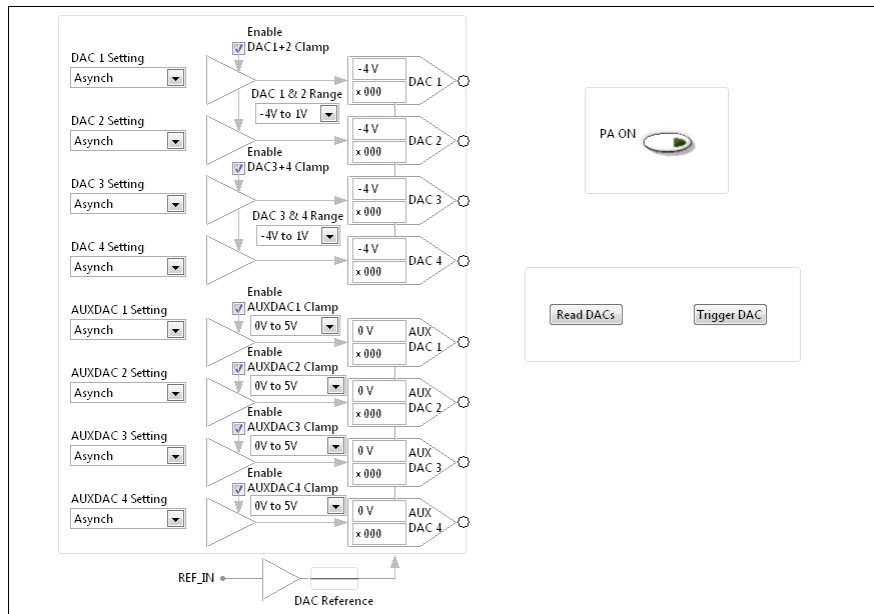 Enable
DAC1+2 Clamp
DAC 1 Setting
Asynch
-4 V
x 000
DAC 1
DAC 1 & 2 Range
-4V to 1V
DAC 2 Setting
Asynch
-4 V
x 000
DAC 2
Enable
DAC3+4 Clamp
DAC 3 Setting
Asynch
-4 V
x 000
DAC 3
DAC 3 & 4 Range
-4V to 1V
DAC 4 Setting
Asynch
-4 V
x 000
DAC 4
Enable
AUXDAC1 Clamp
0V to 5V
AUXDAC 1 Setting
Asynch
0 V
x 000
AUX
DAC 1
Enable
AUXDAC2 Clamp
0V to 5V
AUXDAC 2 Setting
Asynch
0 V
x 000
AUX
DAC 2
Enable
AUXDAC3 Clamp
0V to 5V
AUXDAC 3 Setting
Asynch
0 V
x 000
AUX
DAC 3
Enable
AUXDAC4 Clamp
0V to 5V
AUXDAC 4 Setting
Asynch
0 V
x 000
AUX
DAC 4
REF_IN
DAC Reference
PA ON
Read DACs
Trigger DAC